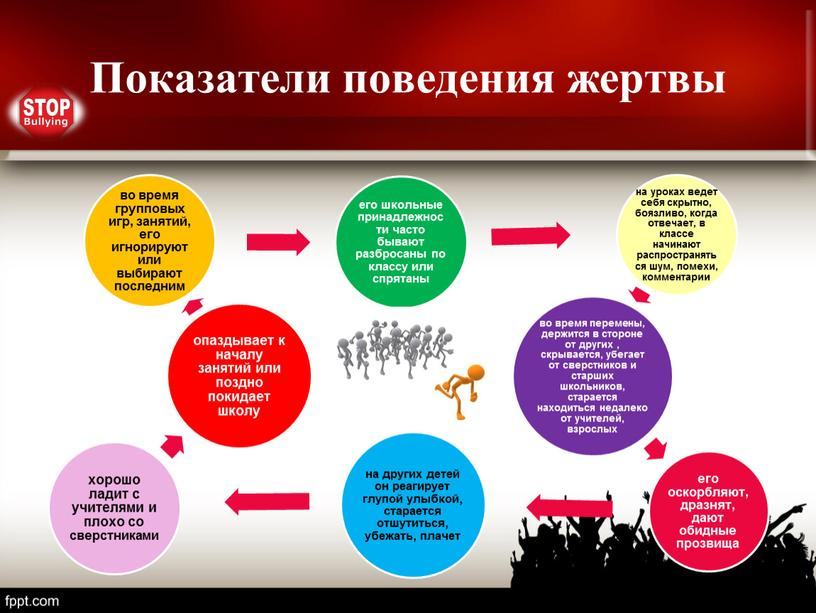 Показатели поведения жертвы
STOP
Bullying
во время
групповых
игр, занятий,
его
игнорируют
или
выбирают
последним
его школьные
принадлежнос
ти часто
бывают
разбросаны по
классу или
спрятаны
на уроках ведет
себя скрытно,
боязливо, когда
отвечает, в
классе
начинают
распространять
ся шум, помехи,
комментарии
опаздывает к
началу
занятий или
поздно
покидает
школу
во время перемены,
держится в стороне
от других ,
скрывается, убегает
от сверстников и
старших
школьников,
старается
находиться недалеко
от учителей,
взрослых
хорошо
ладит с
учителями и
плохо со
сверстниками
на других детей
он реагирует
глупой улыбкой,
старается
отшутиться,
убежать, плачет
его
оскорбляют,
дразнят,
дают
обидные
прозвища
fppt.com